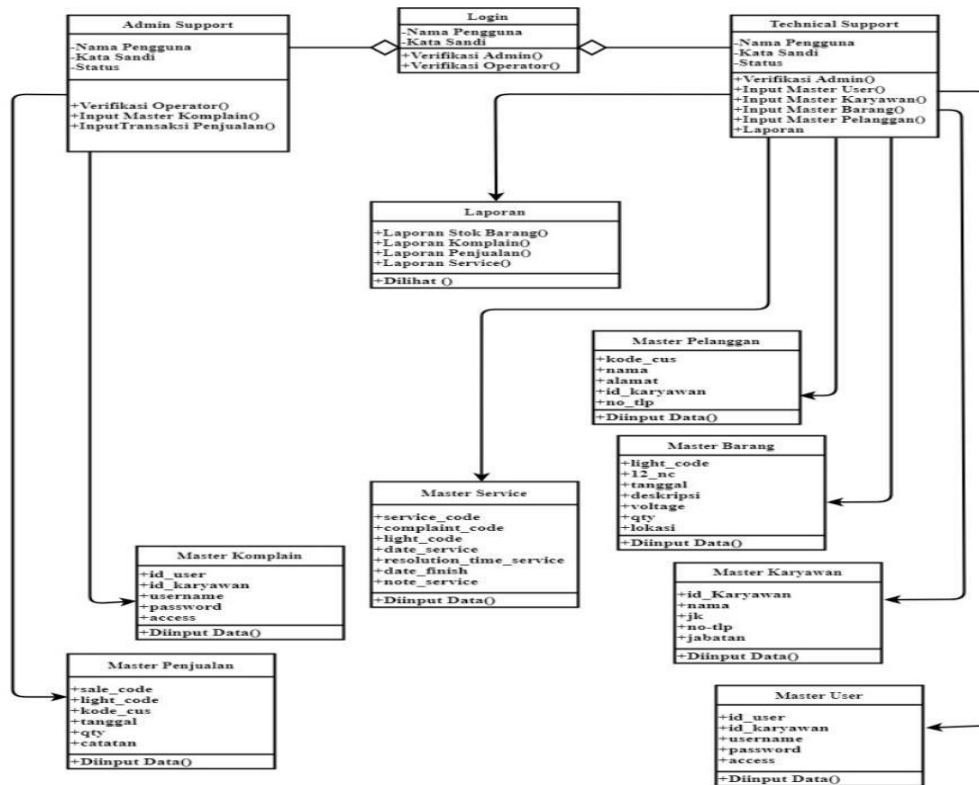 Admin Support
-Nama Pengguna
-Kata Sandi
-Status
+Verifikasi Operator()
+Input Master Komplain()
+InputTransaksi Penjualan()
Login
-Nama Pengguna
-Kata Sandi
+Verifikasi Admin()
+Verifikasi Operator()
Technical Support
-Nama Pengguna
-Kata Sandi
-Status
+Verifikasi Admin()
+Input Master User()
+Input Master Karyawan()
+Input Master Barang()
+Input Master Pelanggan()
+Laporan
Laporan
+Laporan Stok Barang()
+Laporan Komplain()
+Laporan Penjualan()
+Laporan Service()
+Dilihat ()
Master Pelanggan
+kode_cus
+nama
+alamat
+id_karyawan
+no_tlp
+Diinput Data()
Master Barang
+light_code
+12_nc
+tanggal
+deskripsi
+voltage
+qty
+lokasi
+Diinput Data()
Master Service
+service_code
+complaint_code
+light_code
+date_service
+resolution_time_service
+date_finish
+note_service
+Diinput Data()
Master Komplain
+id_user
+id_karyawan
+username
+password
+access
+Diinput Data()
Master Karyawan
+id_Karyawan
+nama
+jk
+no-tlp
+jabatan
+Diinput Data()
Master Penjualan
+sale_code
+light_code
+kode_cus
+tanggal
+qty
+catatan
+Diinput Data()
Master User
+id_user
+id_karyawan
+username
+password
+access
+Diinput Data()